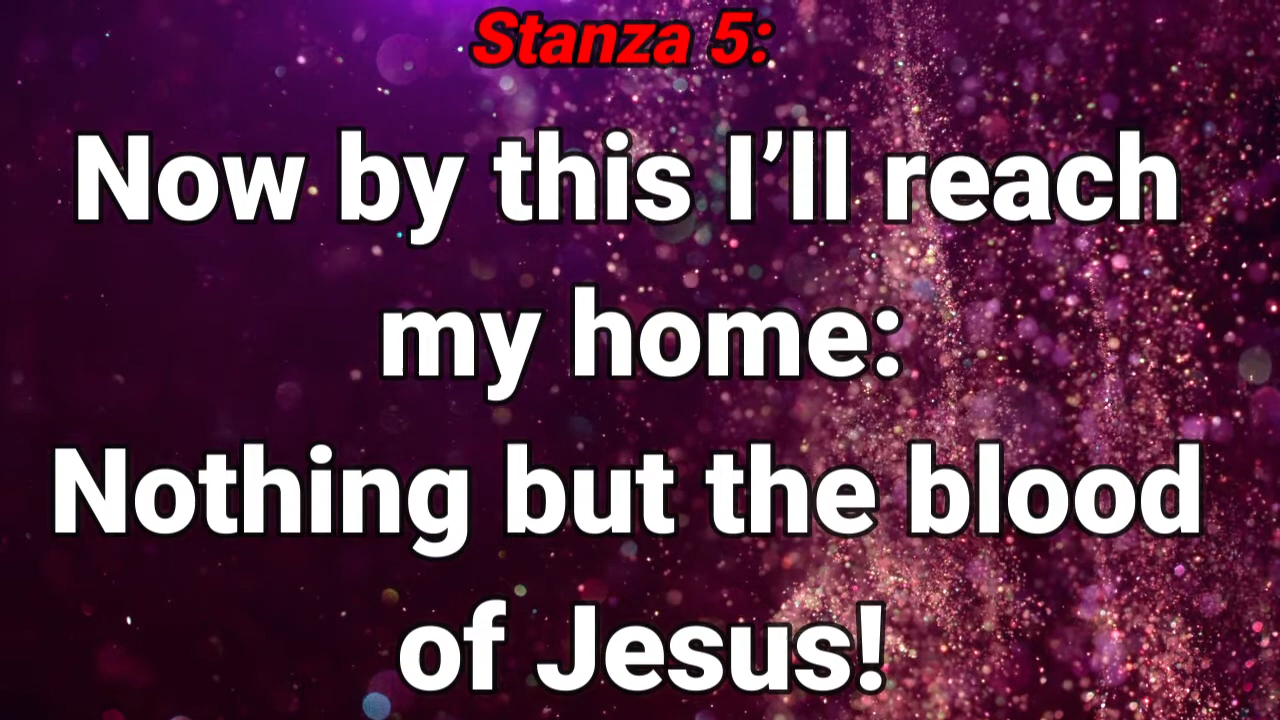 Stanza 5:
Now by this I’ll reach
my home:
Nothing but the blood
of Jesus!